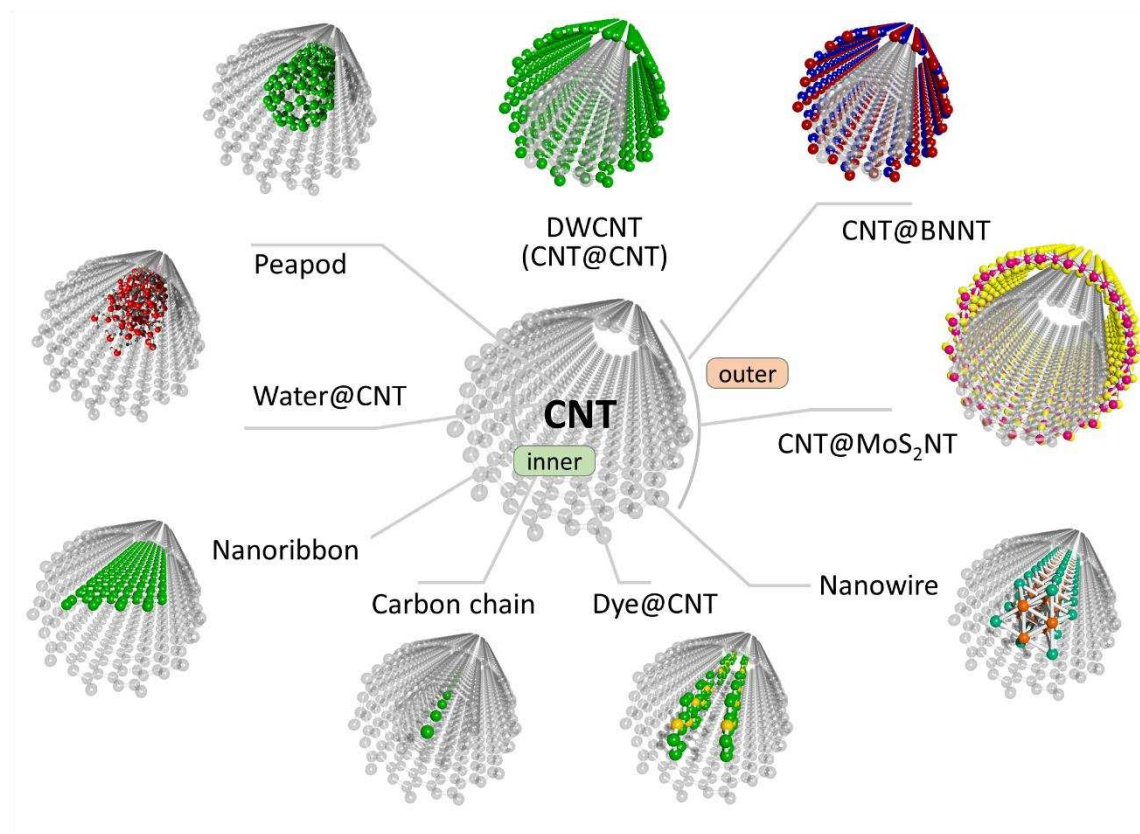 DWCNT
(CNT@CNT)
CNT@BNNT
Peapod
outer
Water@CNT
CNT
CNT@MoS₂NT
inner
Nanoribbon
Carbon chain
Dye@CNT
Nanowire